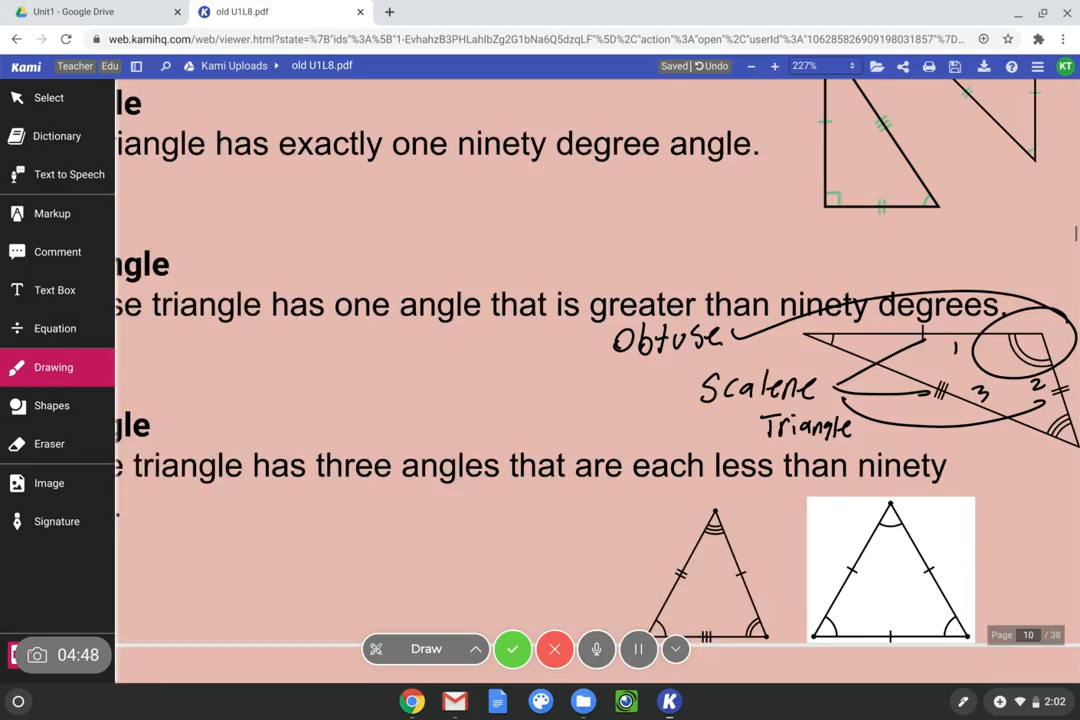 Unit1 - Google Drive
old U1L8.pdf
web.kamihq.com/web/viewer.html?state=%7B"ids"%3A%5B"1-EvhahzB3PHLahIbZg2G1bNa6Q5dzqLF"%5D%2C"action"%3A"open"%2C"userId"%3A"106285826909198031857"%7D...
Kami Teacher Edu Kami Uploads old U1L8.pdf Saved Undo 227% KT
Select
Dictionary
Text to Speech
Markup
Comment
Text Box
Equation
Drawing
Shapes
Eraser
Image
Signature
le
iangle has exactly one ninety degree angle.
ngle
se triangle has one angle that is greater than ninety degrees.
Obtuse
1
Scalene
3 2
Triangle
gle
e triangle has three angles that are each less than ninety
.
Page 10 / 38
04:48
Draw
2:02